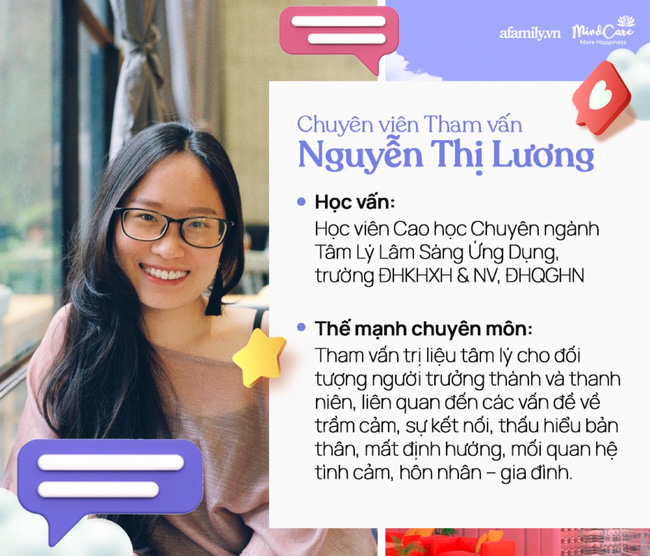 afamily.vn
MindCare
More Happiness
Chuyên viên Tham vấn
Nguyễn Thị Lương
Học vấn:
Học viên Cao học Chuyên ngành
Tâm Lý Lâm Sàng Ứng Dụng,
trường ĐHKHXH & NV, ĐHQGHN
Thế mạnh chuyên môn:
Tham vấn trị liệu tâm lý cho đối
tượng người trưởng thành và thanh
niên, liên quan đến các vấn đề về
trầm cảm, sự kết nối, thấu hiểu bản
thân, mất định hướng, mối quan hệ
tình cảm, hôn nhân – gia đình.